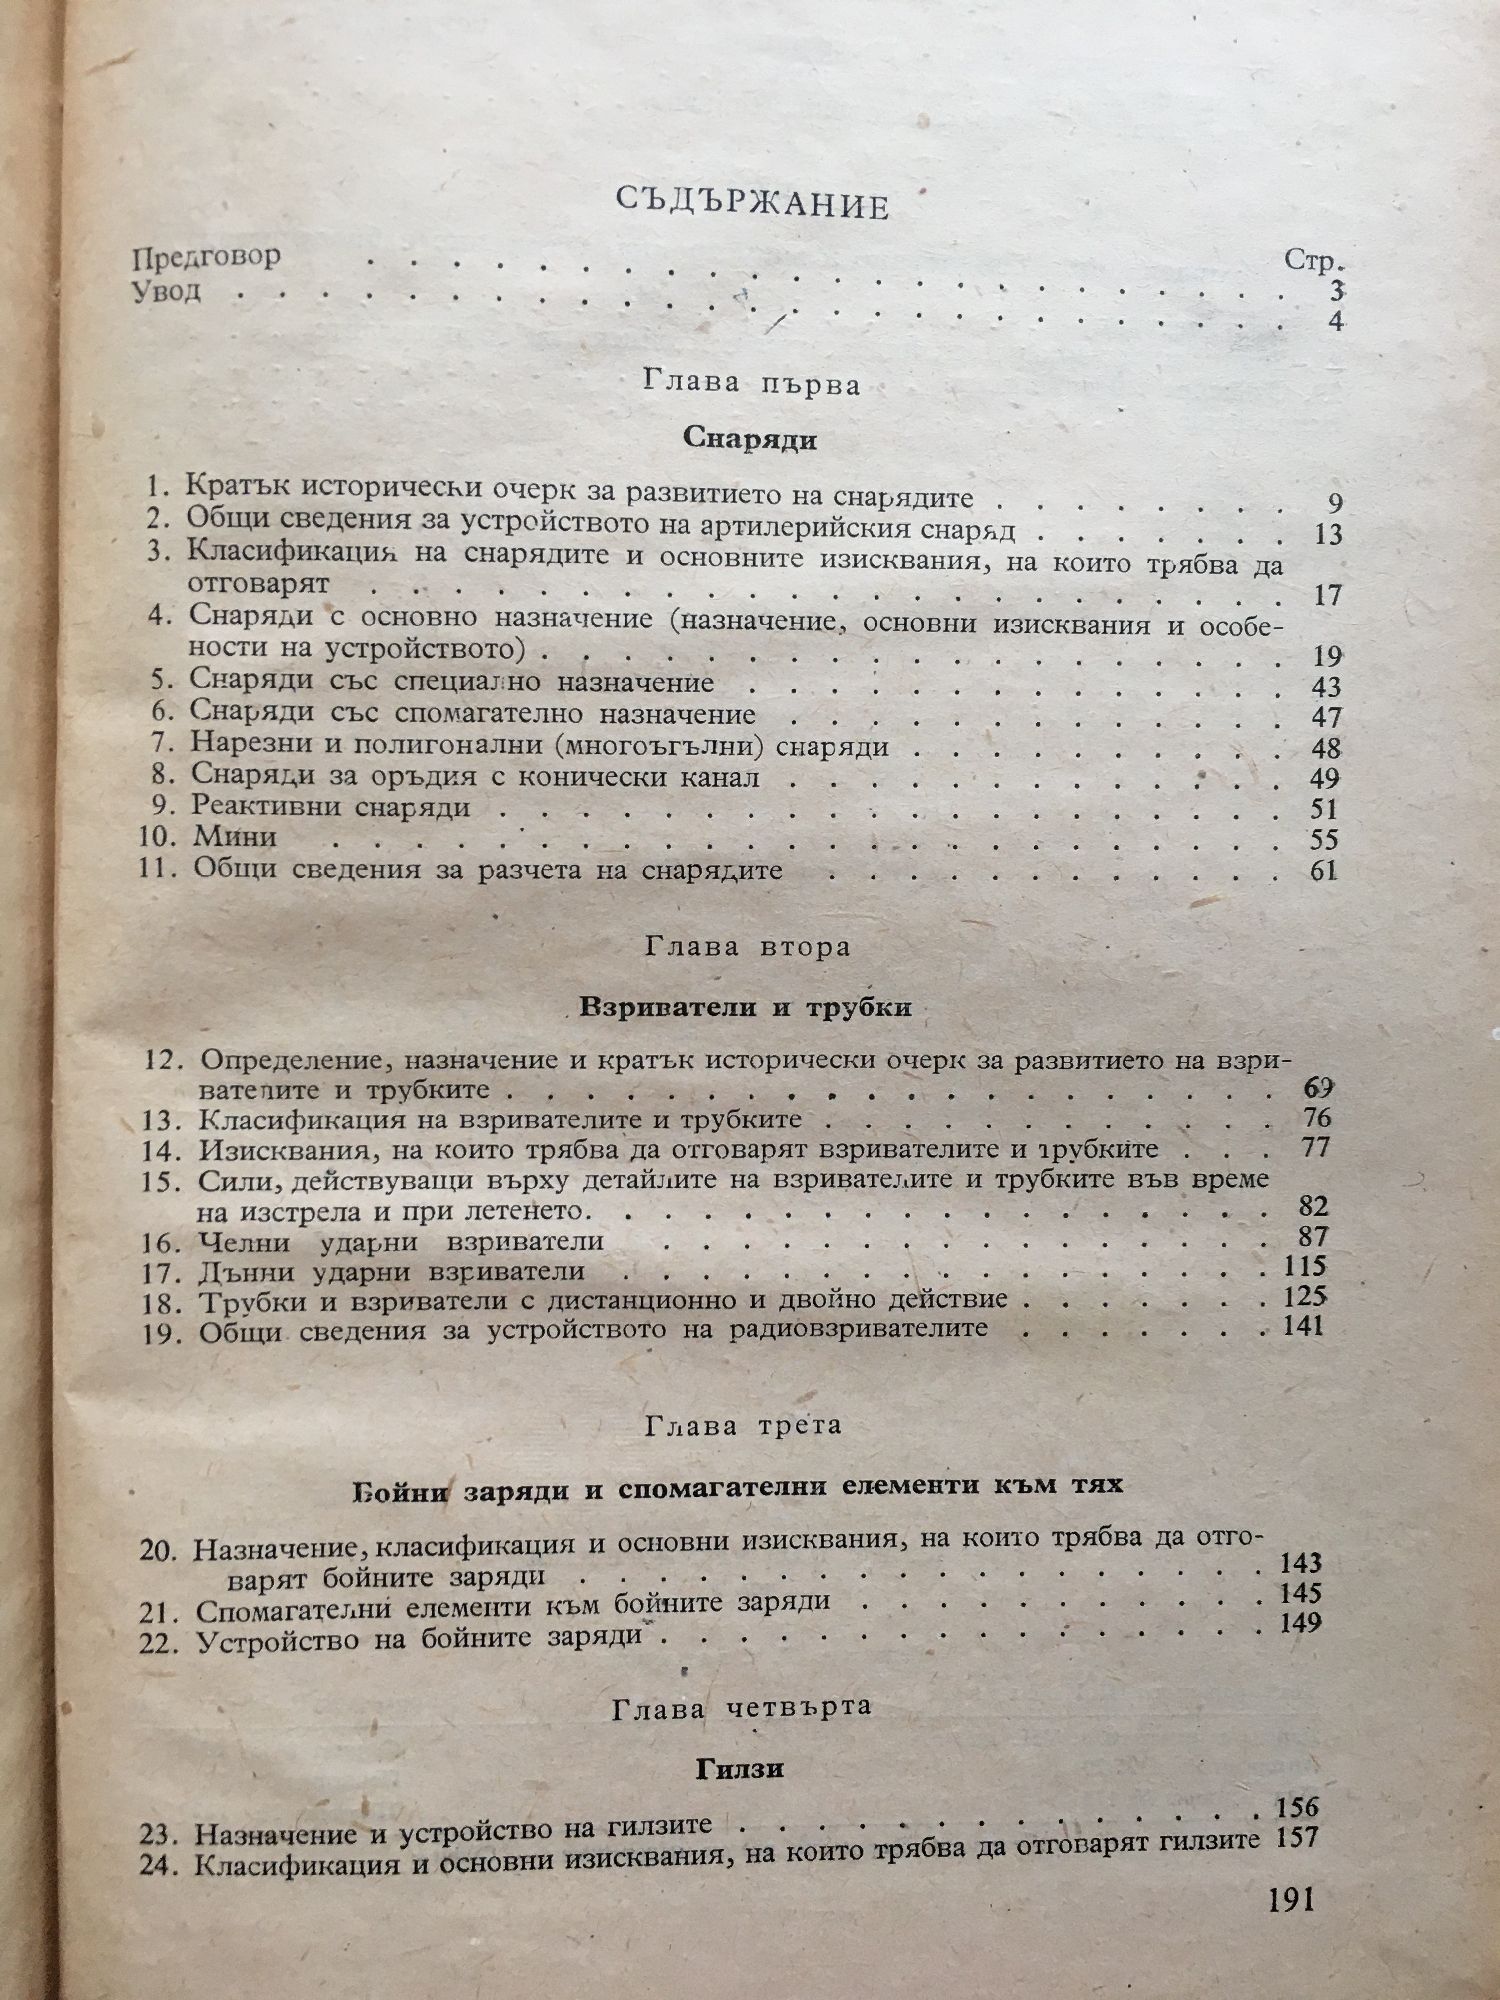 СЪДЪРЖАНИЕ
Стр.
Предговор . . . . . . . . . . . . . . . . . . . . . . 3
Увод . . . . . . . . . . . . . . . . . . . . . . . . . 4
Глава първа
Снаряди
1. Кратък исторически очерк за развитието на снарядите . . . . . . . . 9
2. Общи сведения за устройството на артилерийския снаряд . . . . . . . 13
3. Класификация на снарядите и основните изисквания, на които трябва да
отговарят . . . . . . . . . . . . . . . . . . . . . . 17
4. Снаряди с основно назначение (назначение, основни изисквания и особе-
ности на устройството) . . . . . . . . . . . . . . . . . . 19
5. Снаряди със специално назначение . . . . . . . . . . . . . . 43
6. Снаряди със спомагателно назначение . . . . . . . . . . . . . 47
7. Нарезни и полигонални (многоъгълни) снаряди . . . . . . . . . . 48
8. Снаряди за оръдия с конически канал . . . . . . . . . . . . . 49
9. Реактивни снаряди . . . . . . . . . . . . . . . . . . . . 51
10. Мини . . . . . . . . . . . . . . . . . . . . . . . . 55
11. Общи сведения за разчета на снарядите . . . . . . . . . . . . 61
Глава втора
Взриватели и трубки
12. Определение, назначение и кратък исторически очерк за развитието на взри-
вателите и трубките . . . . . . . . . . . . . . . . . . . . 69
13. Класификация на взривателите и трубките . . . . . . . . . . . . 76
14. Изисквания, на които трябва да отговарят взривателите и трубките . . . 77
15. Сили, действуващи върху детайлите на взривателите и трубките във време
на изстрела и при летенето. . . . . . . . . . . . . . . . . . 82
16. Челни ударни взриватели . . . . . . . . . . . . . . . . 87
17. Дънни ударни взриватели . . . . . . . . . . . . . . . . . 115
18. Трубки и взриватели с дистанционно и двойно действие . . . . . . . 125
19. Общи сведения за устройството на радиовзривателите . . . . . . . 141
Глава трета
Бойни заряди и спомагателни елементи към тях
20. Назначение, класификация и основни изисквания, на които трябва да отго-
варят бойните заряди . . . . . . . . . . . . . . . . . . 143
21. Спомагателни елементи към бойните заряди . . . . . . . . . . . 145
22. Устройство на бойните заряди . . . . . . . . . . . . . . . . 149
Глава четвърта
Гилзи
23. Назначение и устройство на гилзите . . . . . . . . . . . . . . 156
24. Класификация и основни изисквания, на които трябва да отговарят гилзите 157
191